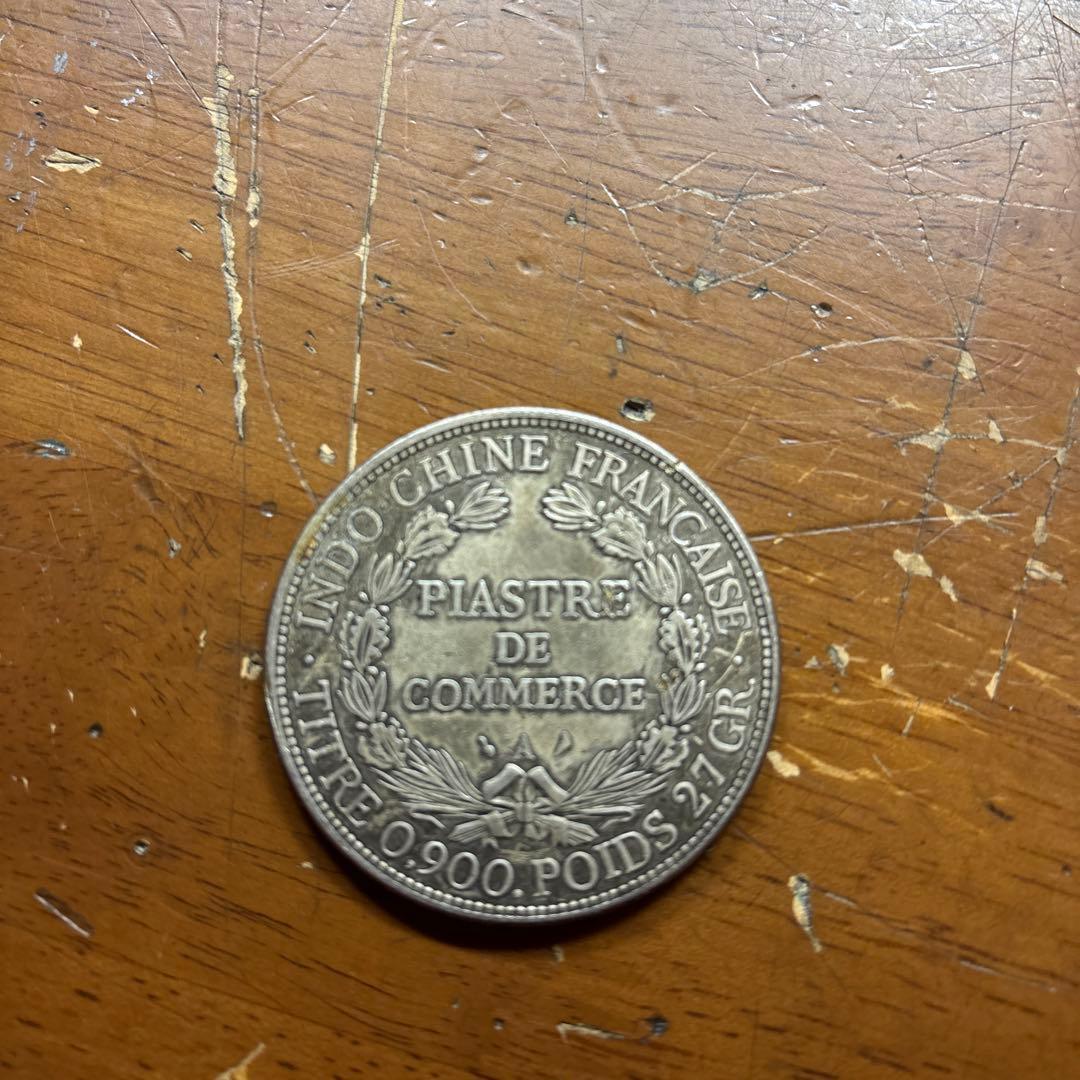 INDO CHINE FRANCAISE
PIASTRE
DE
COMMERCE
A
TITRE 0,900. POIDS 27 GR.